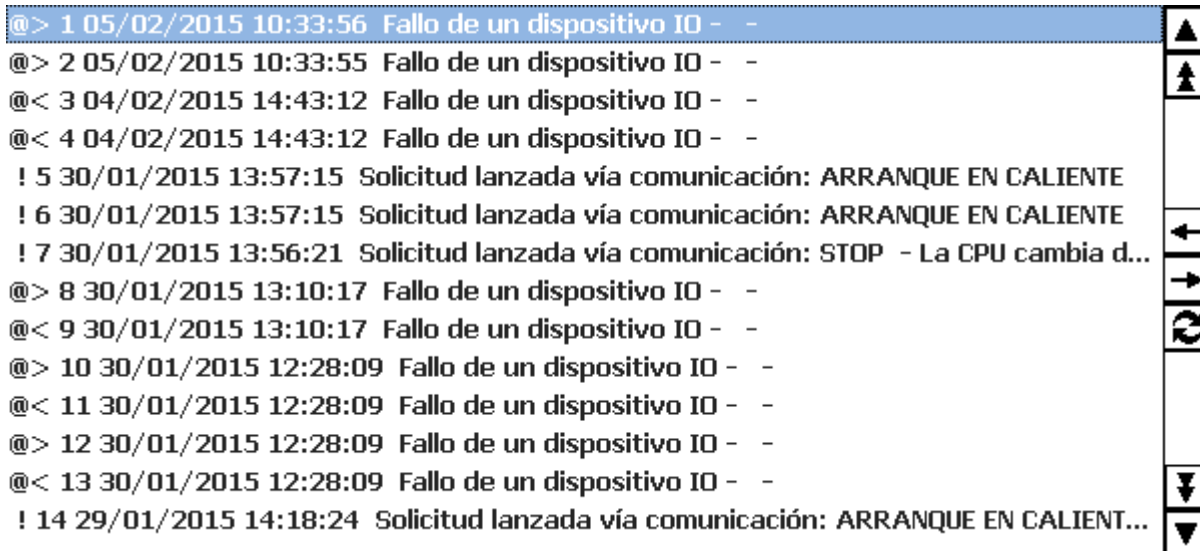 @> 1 05/02/2015 10:33:56 Fallo de un dispositivo IO - -
@> 2 05/02/2015 10:33:55 Fallo de un dispositivo IO - -
@< 3 04/02/2015 14:43:12 Fallo de un dispositivo IO - -
@< 4 04/02/2015 14:43:12 Fallo de un dispositivo IO - -
! 5 30/01/2015 13:57:15 Solicitud lanzada vía comunicación: ARRANQUE EN CALIENTE
! 6 30/01/2015 13:57:15 Solicitud lanzada vía comunicación: ARRANQUE EN CALIENTE
! 7 30/01/2015 13:56:21 Solicitud lanzada vía comunicación: STOP - La CPU cambia d...
@> 8 30/01/2015 13:10:17 Fallo de un dispositivo IO - -
@< 9 30/01/2015 13:10:17 Fallo de un dispositivo IO - -
@> 10 30/01/2015 12:28:09 Fallo de un dispositivo IO - -
@< 11 30/01/2015 12:28:09 Fallo de un dispositivo IO - -
@> 12 30/01/2015 12:28:09 Fallo de un dispositivo IO - -
@< 13 30/01/2015 12:28:09 Fallo de un dispositivo IO - -
! 14 29/01/2015 14:18:24 Solicitud lanzada vía comunicación: ARRANQUE EN CALIENT...